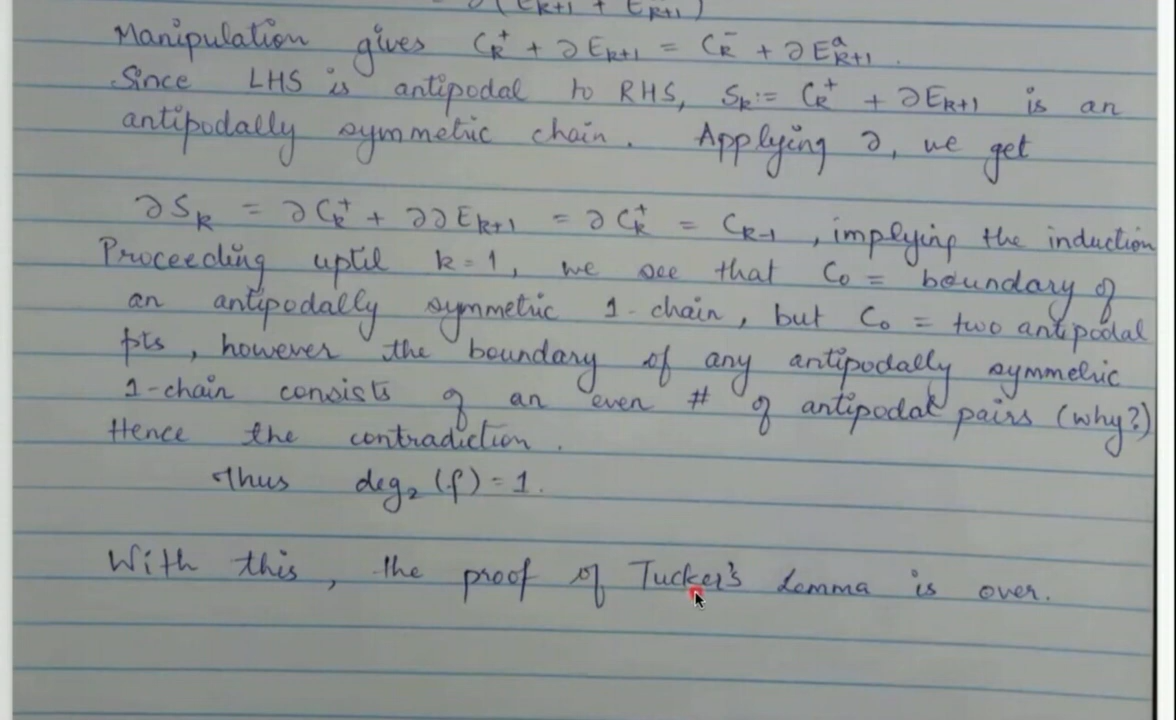 = ∂(E_{k+1} + E^a_{k+1})
Manipulation gives C_k^+ + ∂E_{k+1} = C_k^- + ∂E^a_{k+1}.
Since LHS is antipodal to RHS, S_k := C_k^+ + ∂E_{k+1} is an
antipodally symmetric chain. Applying ∂, we get
∂S_k = ∂C_k^+ + ∂∂E_{k+1} = ∂C_k^+ = C_{k-1}, implying the induction
Proceeding uptil k=1, we see that C_0 = boundary of
an antipodally symmetric 1-chain, but C_0 = two antipodal
pts, however the boundary of any antipodally symmetric
1-chain consists of an even # of antipodal pairs (why?)
Hence the contradiction.
Thus deg_2(f) = 1.
With this, the proof of Tucker's Lemma is over.